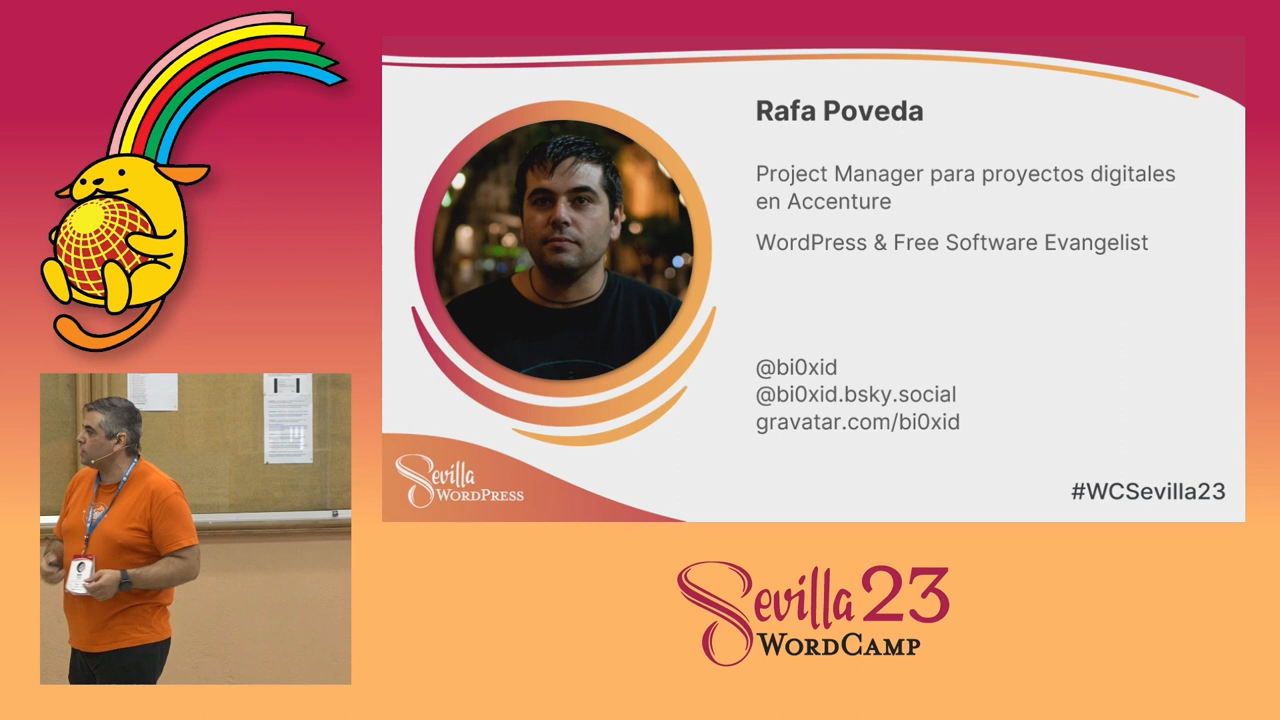 Rafa Poveda
Project Manager para proyectos digitales
en Accenture
WordPress & Free Software Evangelist
@bi0xid
@bi0xid.bsky.social
gravatar.com/bi0xid
Sevilla
WORDPRESS
#WCSevilla23
Sevilla 23
WORDCAMP